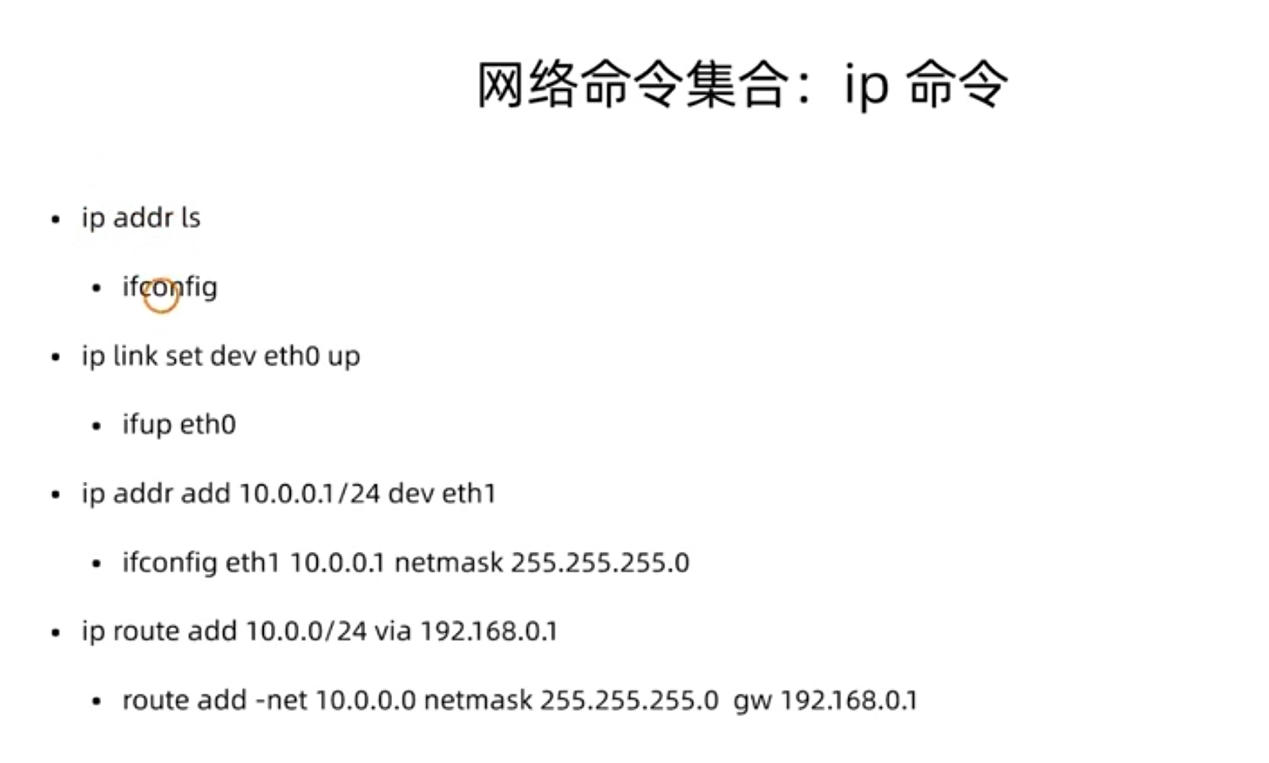 网络命令集合：ip 命令
• ip addr ls
• ifconfig
• ip link set dev eth0 up
• ifup eth0
• ip addr add 10.0.0.1/24 dev eth1
• ifconfig eth1 10.0.0.1 netmask 255.255.255.0
• ip route add 10.0.0/24 via 192.168.0.1
• route add -net 10.0.0.0 netmask 255.255.255.0  gw 192.168.0.1